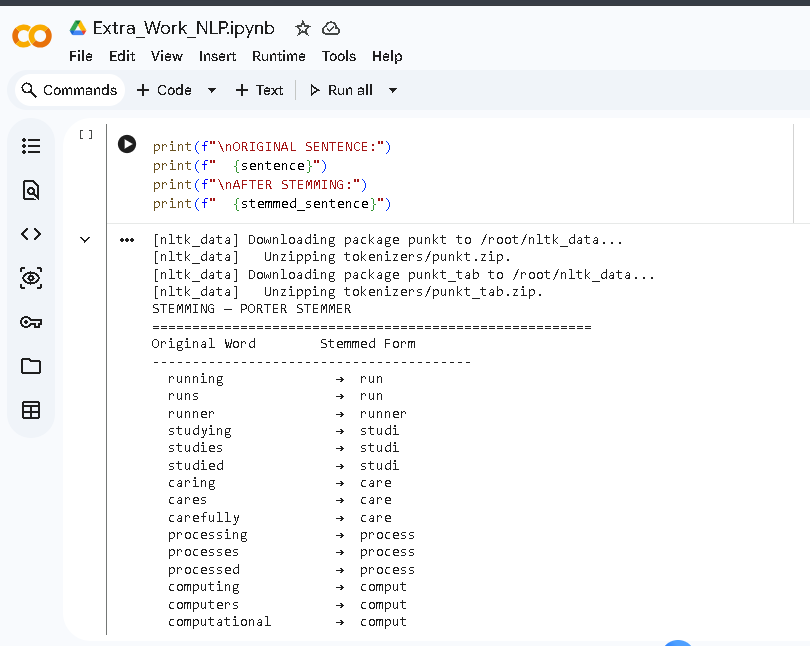 Extra_Work_NLP.ipynb
File Edit View Insert Runtime Tools Help
Commands + Code + Text Run all
[ ]
print(f"\nORIGINAL SENTENCE:")
print(f"  {sentence}")
print(f"\nAFTER STEMMING:")
print(f"  {stemmed_sentence}")
[nltk_data] Downloading package punkt to /root/nltk_data...
[nltk_data]   Unzipping tokenizers/punkt.zip.
[nltk_data] Downloading package punkt_tab to /root/nltk_data...
[nltk_data]   Unzipping tokenizers/punkt_tab.zip.
STEMMING — PORTER STEMMER
=======================================================
Original Word        Stemmed Form
----------------------------------------
running → run
runs → run
runner → runner
studying → studi
studies → studi
studied → studi
caring → care
cares → care
carefully → care
processing → process
processes → process
processed → process
computing → comput
computers → comput
computational → comput